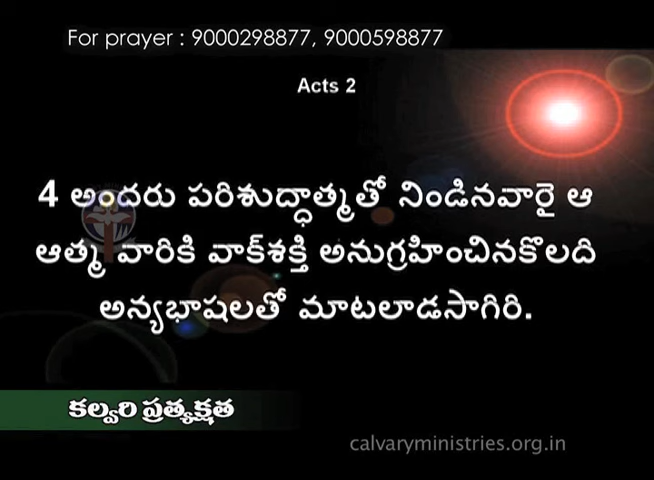 For prayer : 9000298877, 9000598877
Acts 2
4 అందరు పరిశుద్ధాత్మతో నిండినవారై ఆ
ఆత్మ వారికి వాక్‌శక్తి అనుగ్రహించినకొలది
అన్యభాషలతో మాటలాడసాగిరి.
కల్వరి ప్రత్యక్షత
calvaryministries.org.in